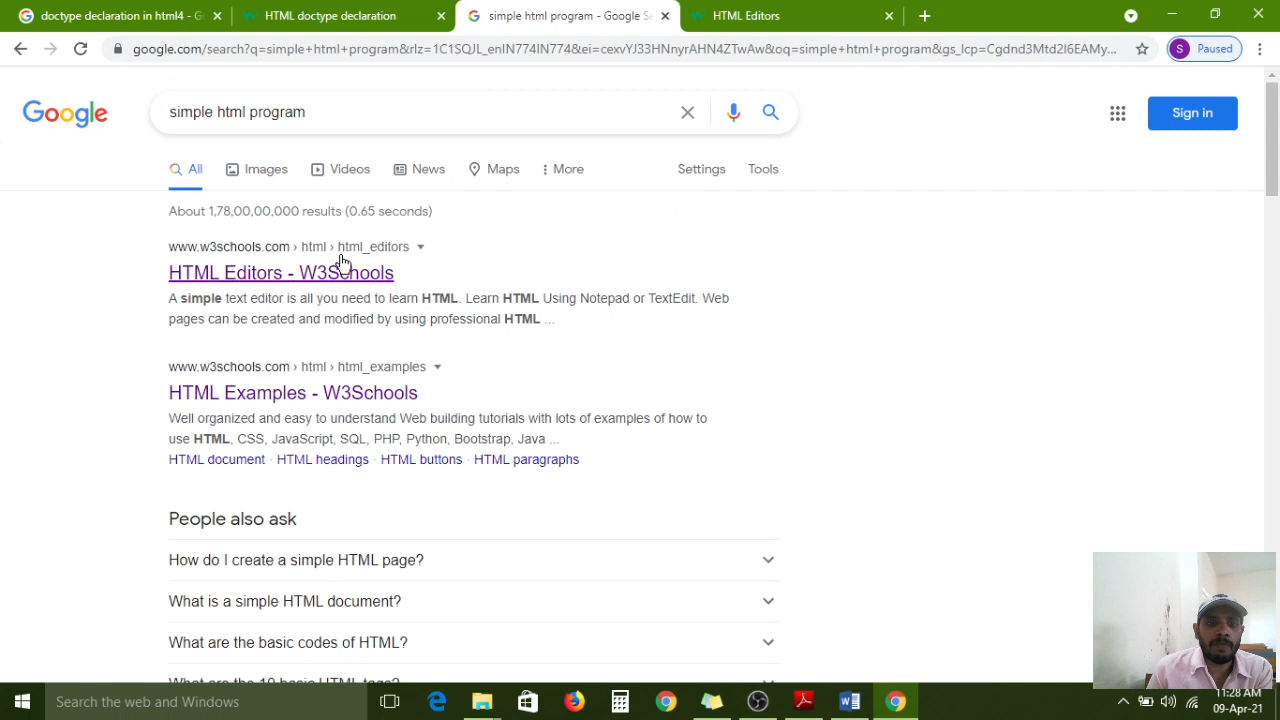 doctype declaration in html4 - G
HTML doctype declaration
simple html program - Google Se
HTML Editors
google.com/search?q=simple+html+program&rlz=1C1SQJL_enIN774IN774&ei=cexvYJ33HNnyrAHN4ZTwAw&oq=simple+html+program&gs_lcp=Cgdnd3Mtd2l6EAMy...
S Paused
Google
simple html program
Sign in
All Images Videos News Maps More Settings Tools
About 1,78,00,00,000 results (0.65 seconds)
www.w3schools.com › html › html_editors
HTML Editors - W3Schools
A simple text editor is all you need to learn HTML. Learn HTML Using Notepad or TextEdit. Web
pages can be created and modified by using professional HTML ...
www.w3schools.com › html › html_examples
HTML Examples - W3Schools
Well organized and easy to understand Web building tutorials with lots of examples of how to
use HTML, CSS, JavaScript, SQL, PHP, Python, Bootstrap, Java ...
HTML document · HTML headings · HTML buttons · HTML paragraphs
People also ask
How do I create a simple HTML page?
What is a simple HTML document?
What are the basic codes of HTML?
What are the 10 basic HTML tags?
Search the web and Windows
11:28 AM
09-Apr-21